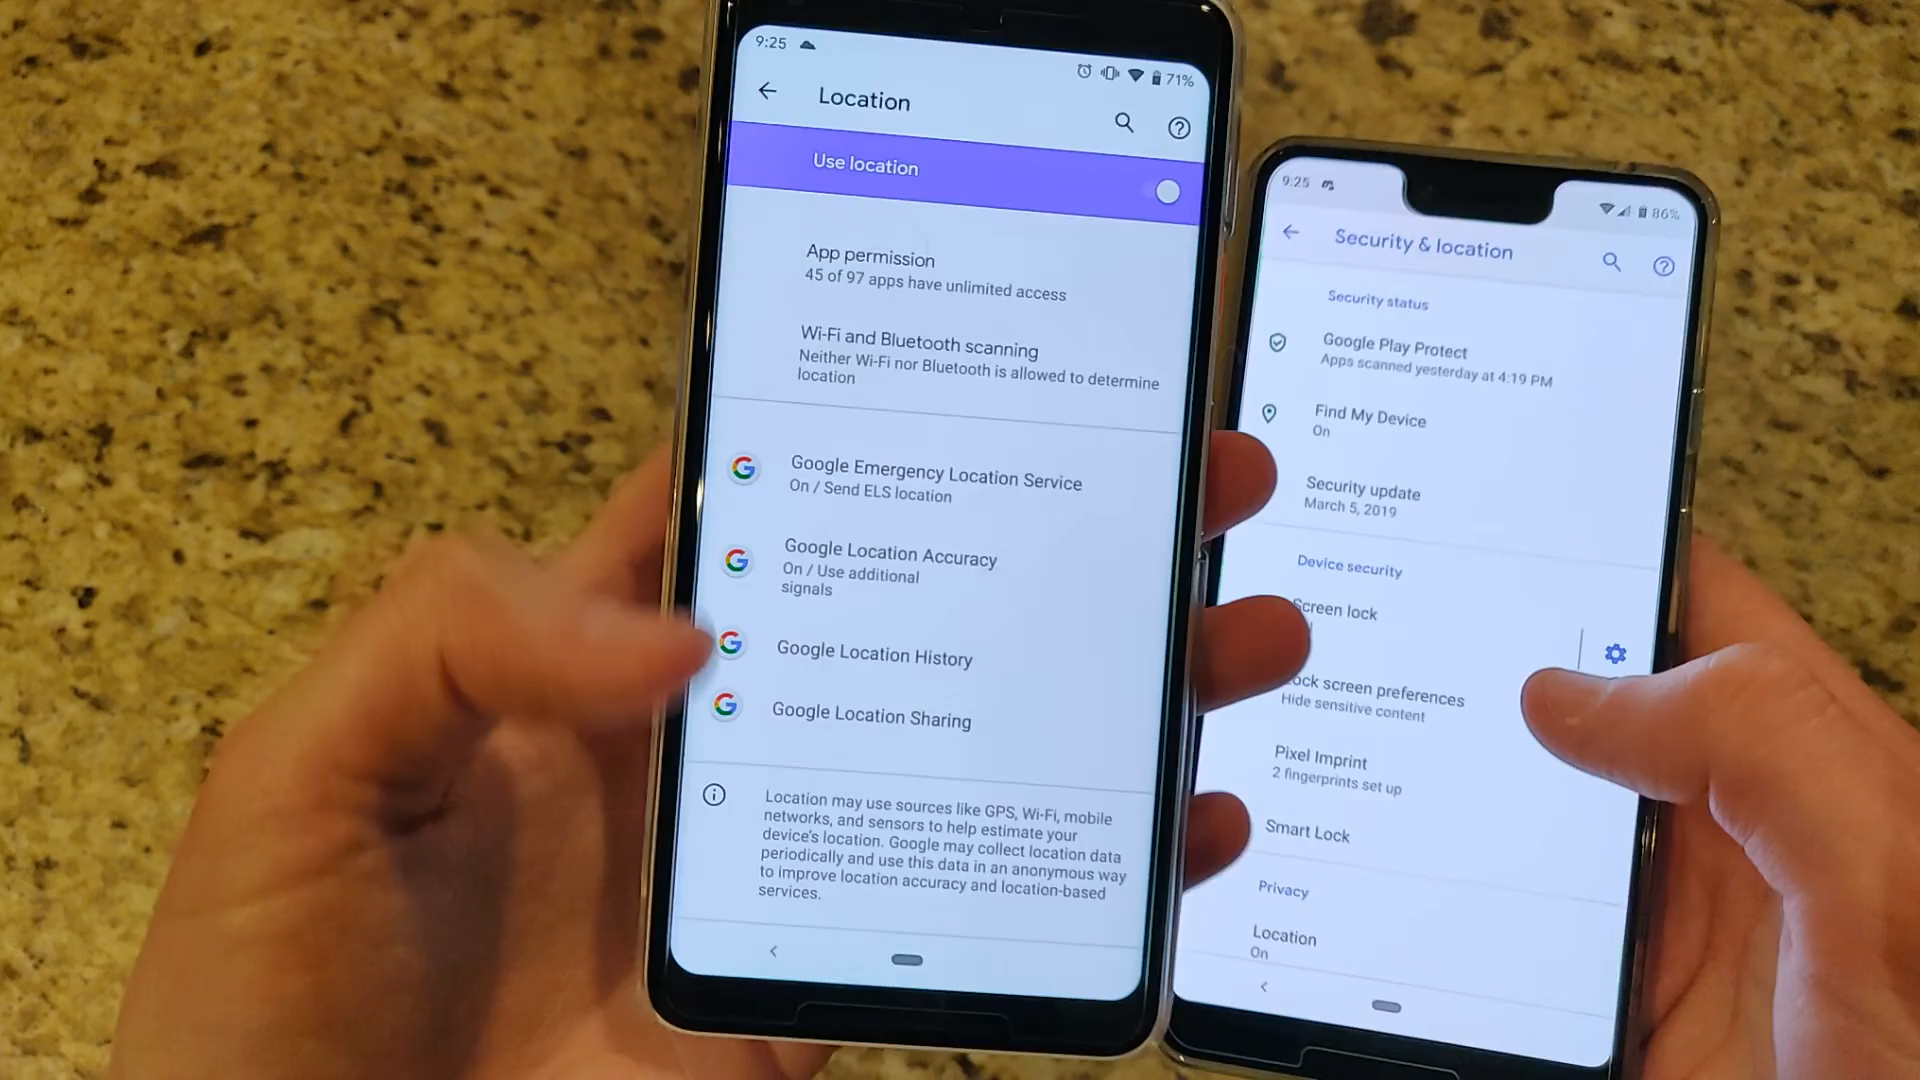 9:25
71%
Location
Use location
App permission
45 of 97 apps have unlimited access
Wi-Fi and Bluetooth scanning
Neither Wi-Fi nor Bluetooth is allowed to determine
location
Google Emergency Location Service
On / Send ELS location
Google Location Accuracy
On / Use additional
signals
Google Location History
Google Location Sharing
Location may use sources like GPS, Wi-Fi, mobile
networks, and sensors to help estimate your
device's location. Google may collect location data
periodically and use this data in an anonymous way
to improve location accuracy and location-based
services.
9:25
86%
Security & location
Security status
Google Play Protect
Apps scanned yesterday at 4:19 PM
Find My Device
On
Security update
March 5, 2019
Device security
Screen lock
ock screen preferences
Hide sensitive content
Pixel Imprint
2 fingerprints set up
Smart Lock
Privacy
Location
On